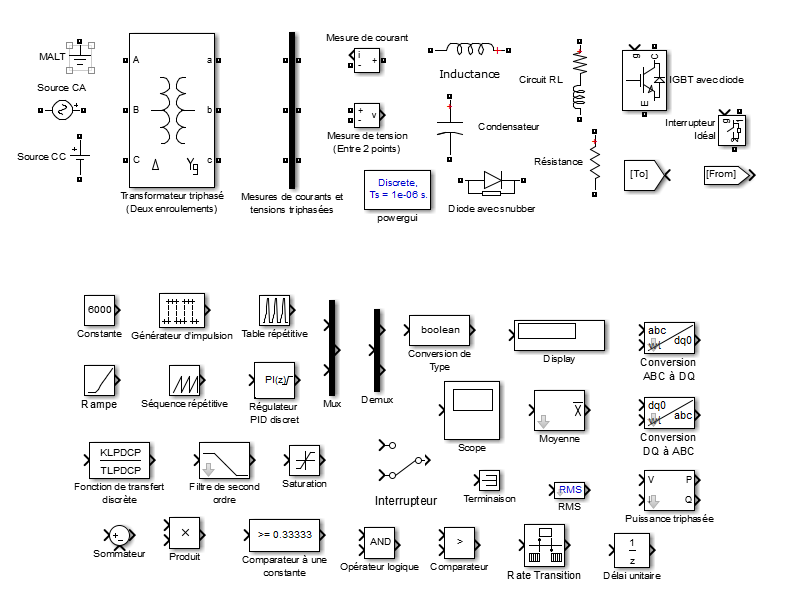 MALT
Source CA
Source CC
A
B
C
a
b
c
Δ
Yg
Transformateur triphasé
(Deux enroulements)
Mesures de courants et
tensions triphasées
Mesure de courant
i
+
-
+
-
v
Mesure de tension
(Entre 2 points)
Discrete,
Ts = 1e-06 s.
powergui
Inductance
+
Condensateur
+
Diode avec snubber
Circuit RL
+
Résistance
+
g
C
E
IGBT avec diode
Interrupteur
Idéal
g
[To]
[From]
6000
Constante
Générateur d'impulsion
Table répétitive
Mux
Demux
boolean
Conversion de
Type
Display
abc
dq0
wt
Conversion
ABC à DQ
Rampe
Séquence répétitive
PI(z)
Régulateur
PID discret
Scope
X
Moyenne
dq0
abc
wt
Conversion
DQ à ABC
KLPDCP
TLPDCP
Fonction de transfert
discrète
Filtre de second
ordre
Saturation
Interrupteur
Terminaison
RMS
RMS
V
P
I
Q
Puissance triphasée
+
-
Sommateur
×
Produit
>= 0.33333
Comparateur à une
constante
AND
Opérateur logique
>
Comparateur
Rate Transition
1
z
Délai unitaire